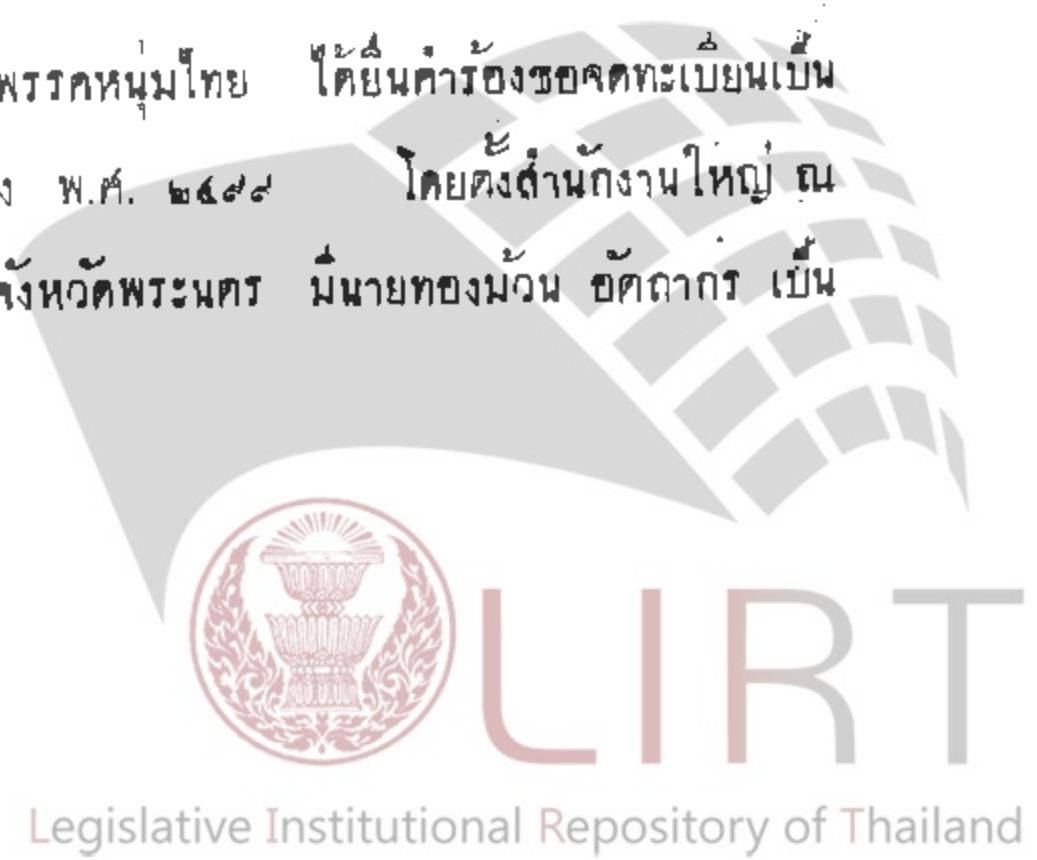 พรรคหนุ่มไทย ได้ยื่นคำร้องขอจดทะเบียนเป็น
ง พ.ศ. ๒๔๙๙ โดยตั้งสำนักงานใหญ่ ณ
จังหวัดพระนคร มีนายทองม้วน อัตถากร เป็น
LIRT
Legislative Institutional Repository of Thailand